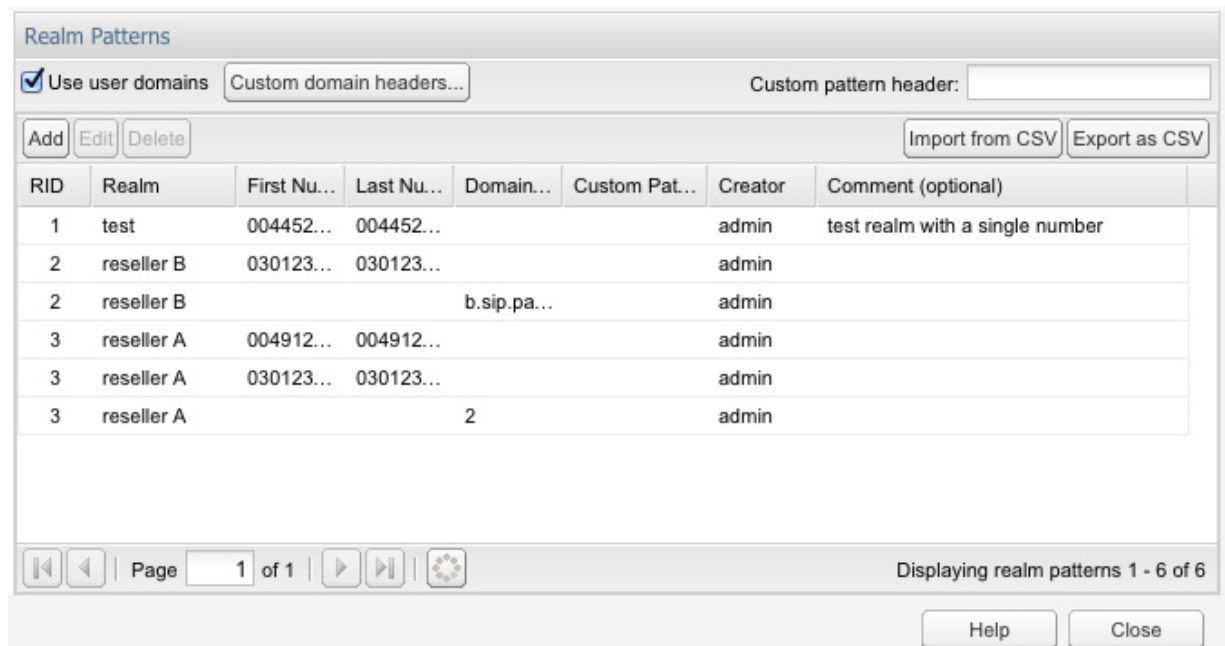 Realm Patterns
Use user domains Custom domain headers... Custom pattern header:
Add Edit Delete Import from CSV Export as CSV
RID Realm First Nu... Last Nu... Domain... Custom Pat... Creator Comment (optional)
1 test 004452... 004452... admin test realm with a single number
2 reseller B 030123... 030123... admin
2 reseller B b.sip.pa... admin
3 reseller A 004912... 004912... admin
3 reseller A 030123... 030123... admin
3 reseller A 2 admin
Page 1 of 1 Displaying realm patterns 1 - 6 of 6
Help Close